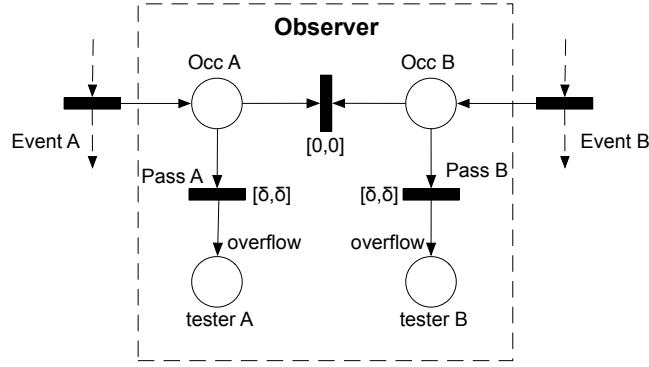 Observer
Occ A
Occ B
Event A
[0,0]
Event B
Pass A
Pass B
[δ,δ]
[δ,δ]
overflow
overflow
tester A
tester B